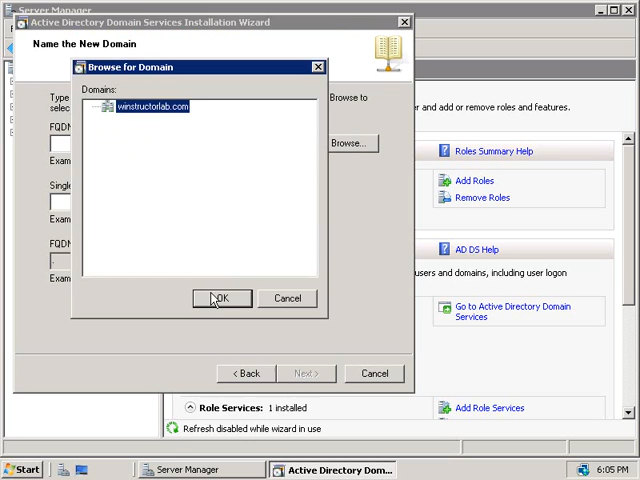 Server Manager
Active Directory Domain Services Installation Wizard
Name the New Domain
Browse for Domain
Domains:
winstructorlab.com
Type
selec
Browse to
FQDN
Browse...
Exam
Single
Exam
FQDN
.
Exam
OK
Cancel
< Back
Next >
Cancel
er and add or remove roles and features.
Roles Summary Help
Add Roles
Remove Roles
AD DS Help
users and domains, including user logon
Go to Active Directory Domain
Services
Role Services: 1 installed
Add Role Services
Refresh disabled while wizard in use
Start
Server Manager
Active Directory Dom...
6:05 PM